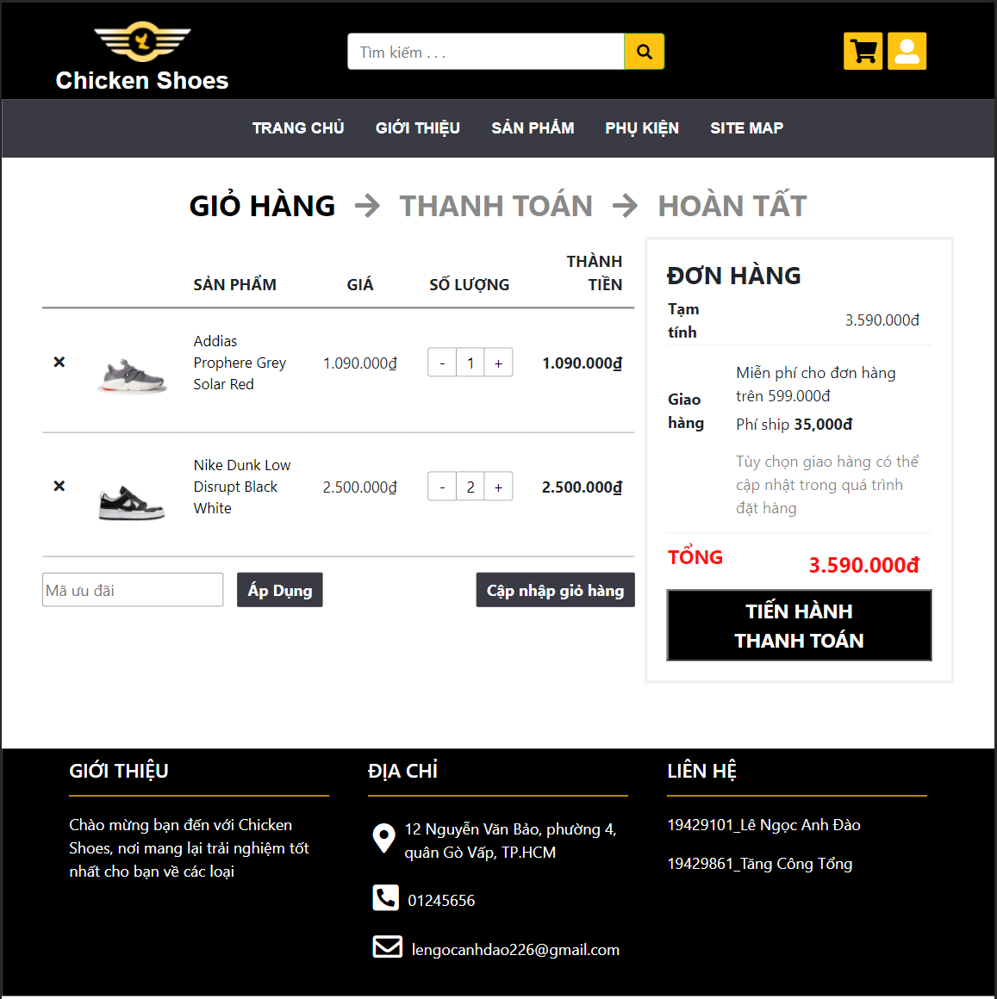 Chicken Shoes
Tìm kiếm . . .
TRANG CHỦ GIỚI THIỆU SẢN PHẨM PHỤ KIỆN SITE MAP
GIỎ HÀNG → THANH TOÁN → HOÀN TẤT
SẢN PHẨM GIÁ SỐ LƯỢNG THÀNH
TIỀN
Addias
Prophere Grey
Solar Red
1.090.000₫ - 1 + 1.090.000₫
Nike Dunk Low
Disrupt Black
White
2.500.000₫ - 2 + 2.500.000₫
Mã ưu đãi Áp Dụng Cập nhập giỏ hàng
ĐƠN HÀNG
Tạm
tính
3.590.000đ
Giao
hàng
Miễn phí cho đơn hàng
trên 599.000đ
Phí ship 35,000đ
Tùy chọn giao hàng có thể
cập nhật trong quá trình
đặt hàng
TỔNG 3.590.000đ
TIẾN HÀNH
THANH TOÁN
GIỚI THIỆU
Chào mừng bạn đến với Chicken
Shoes, nơi mang lại trải nghiệm tốt
nhất cho bạn về các loại
ĐỊA CHỈ
12 Nguyễn Văn Bảo, phường 4,
quân Gò Vấp, TP.HCM
01245656
lengocanhdao226@gmail.com
LIÊN HỆ
19429101_Lê Ngọc Anh Đào
19429861_Tăng Công Tổng